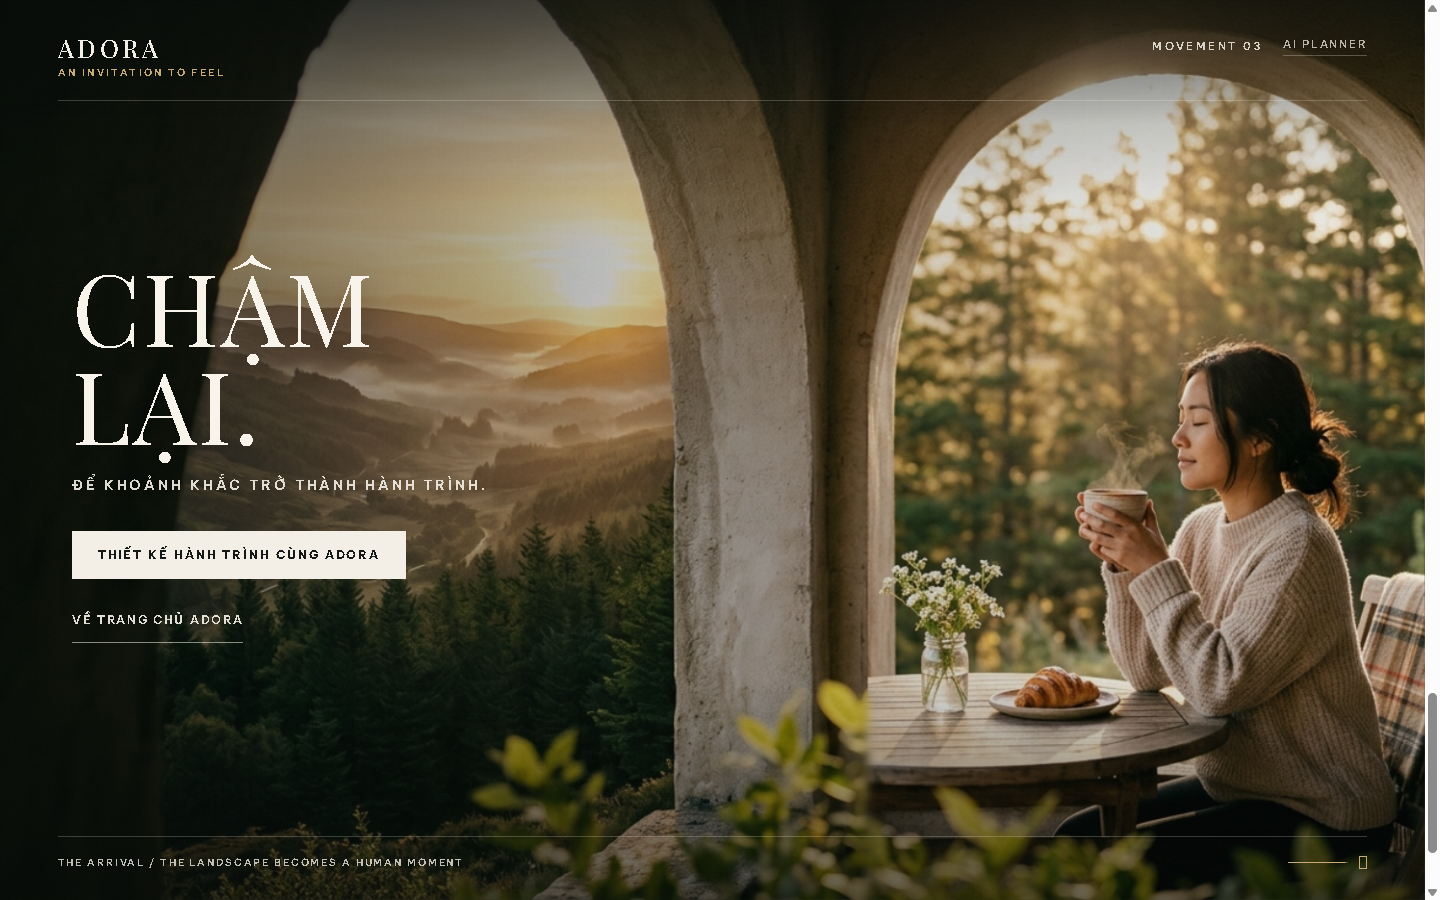 ADORA
AN INVITATION TO FEEL
MOVEMENT 03
AI PLANNER
CHẬM
LẠI.
ĐỂ KHOẢNH KHẮC TRỞ THÀNH HÀNH TRÌNH.
THIẾT KẾ HÀNH TRÌNH CÙNG ADORA
VỀ TRANG CHỦ ADORA
THE ARRIVAL / THE LANDSCAPE BECOMES A HUMAN MOMENT